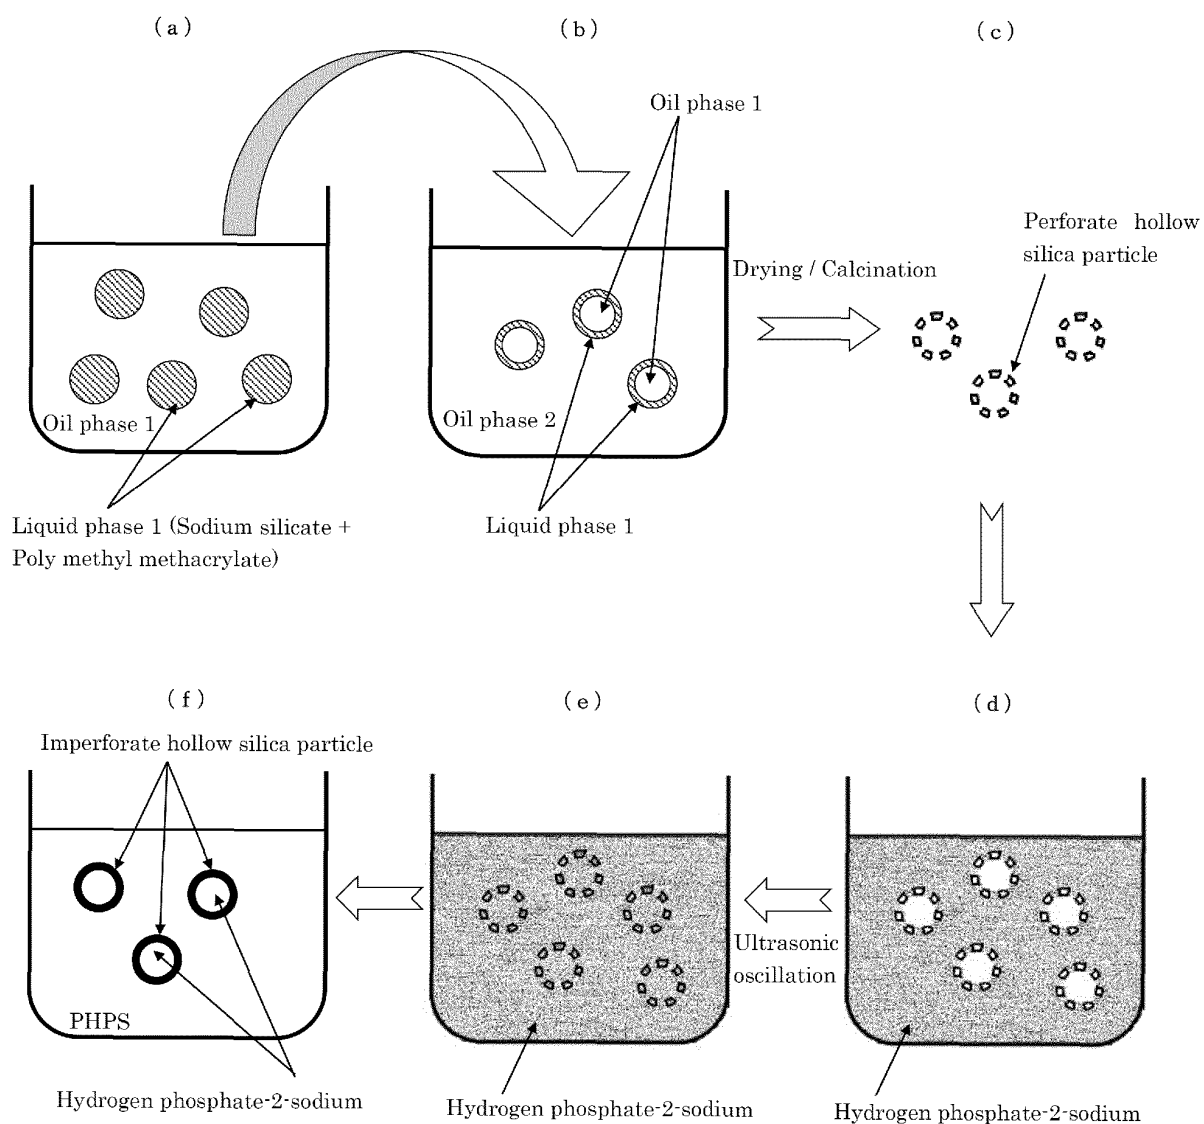 (a)
(b)
(c)
Oil phase 1
Perforate hollow
silica particle
Drying / Calcination
Oil phase 1
Oil phase 2
Liquid phase 1 (Sodium silicate +
Poly methyl methacrylate)
Liquid phase 1
(f)
(e)
(d)
Imperforate hollow silica particle
Ultrasonic
oscillation
PHPS
Hydrogen phosphate-2-sodium
Hydrogen phosphate-2-sodium
Hydrogen phosphate-2-sodium